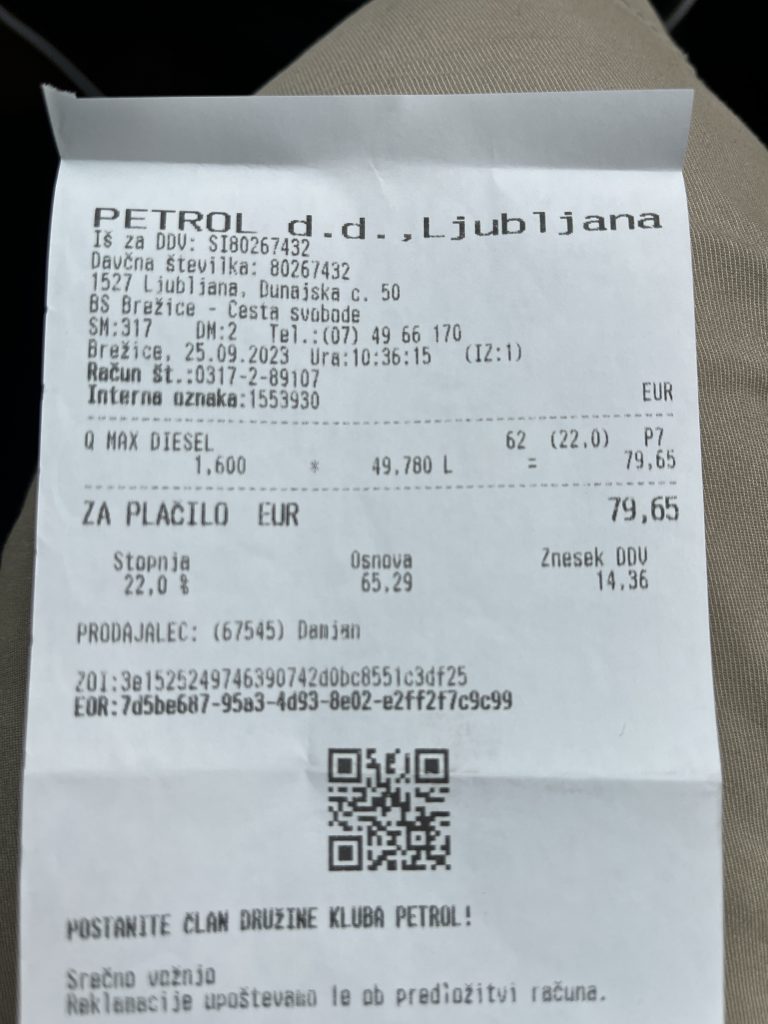 PETROL d.d.,Ljubljana
Iš za DDV: SI80267432
Davčna številka: 80267432
1527 Ljubljana, Dunajska c. 50
BS Brežice - Cesta svobode
SM:317 DM:2 Tel.:(07) 49 66 170
Brežice, 25.09.2023 Ura:10:36:15 (IZ:1)
Račun št.:0317-2-89107
Interna oznaka:1553930 EUR
Q MAX DIESEL 62 (22.0) P7
1,600 * 49,780 L = 79,65
ZA PLAČILO EUR 79,65
Stopnja Osnova Znesek DDV
22,0 % 65,29 14,36
PRODAJALEC: (67545) Damjan
ZOI:3e1525249746390742d0bc8551c3df25
EOR:7d5be687-95a3-4d93-8e02-e2ff2f7c9c99
POSTANITE ČLAN DRUŽINE KLUBA PETROL!
Srečno vožnjo
Reklamacije upoštevamo le ob predložitvi računa.